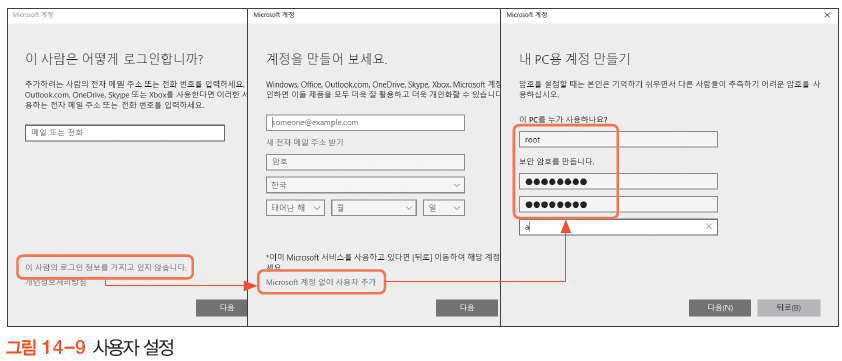 Microsoft 계정
이 사람은 어떻게 로그인합니까?
추가하려는 사람의 전자 메일 주소 또는 전화 번호를 입력하세요.
Outlook.com, OneDrive, Skype 또는 Xbox를 사용한다면 이러한 서
용하는 전자 메일 주소 또는 전화 번호를 입력하세요.
메일 또는 전화
이 사람의 로그인 정보를 가지고 있지 않습니다.
개인정보처리방침
다음
Microsoft 계정
계정을 만들어 보세요.
Windows, Office, Outlook.com, OneDrive, Skype, Xbox. Microsoft 계정
인하면 이들 제품을 모두 더욱 잘 활용하고 더욱 개인화할 수 있습니다
someone@example.com
새 전자 메일 주소 받기
암호
한국
태어난 해 월 일
*이미 Microsoft 서비스를 사용하고 있다면 [뒤로] 이동하여 해당 계정
세요
Microsoft 계정 없이 사용자 추가
다음
Microsoft 계정
내 PC용 계정 만들기
암호를 설정할 때는 본인은 기억하기 쉬우면서 다른 사람들이 추측하기 어려운 암호를 사
용하십시오.
이 PC를 누가 사용하나요?
root
보안 암호를 만듭니다.
●●●●●●●●
●●●●●●●●
a
다음(N) 뒤로(B)
그림 14-9 사용자 설정